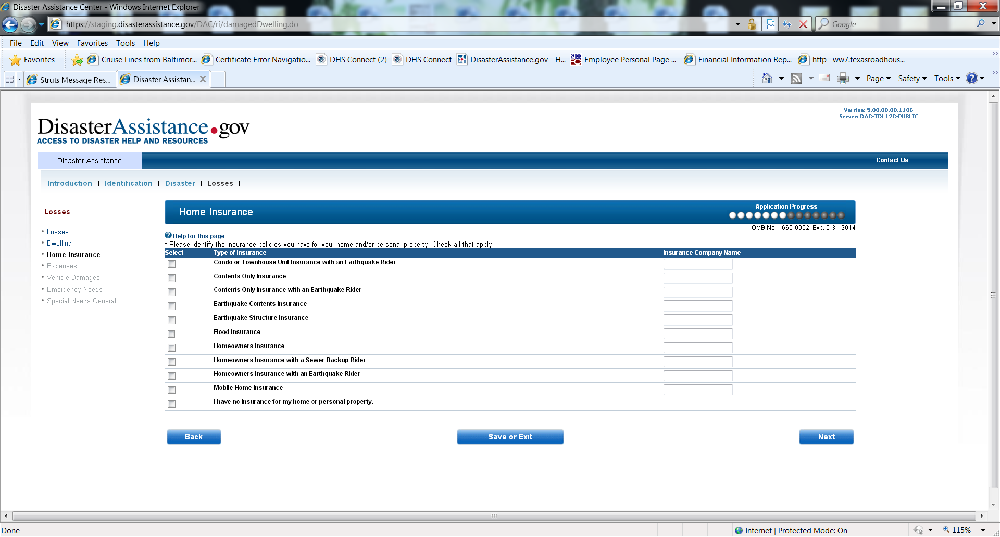 Disaster Assistance Center - Windows Internet Explorer
https://staging.disasterassistance.gov/DAC/ri/damagedDwelling.do
Google
File Edit View Favorites Tools Help
Favorites Cruise Lines from Baltimor... Certificate Error Navigatio... DHS Connect (2) DHS Connect DisasterAssistance.gov - H... Employee Personal Page ... Financial Information Rep... http--ww7.texasroadhous...
Struts Message Res... Disaster Assistan... Page Safety Tools
Version: 5.00.00.00.1106
Server: DAC-TDL12C-PUBLIC
DisasterAssistance.gov
ACCESS TO DISASTER HELP AND RESOURCES
Disaster Assistance Contact Us
Introduction | Identification | Disaster | Losses |
Losses
Losses
Dwelling
Home Insurance
Expenses
Vehicle Damages
Emergency Needs
Special Needs General
Home Insurance
Application Progress
OMB No. 1660-0002, Exp. 5-31-2014
Help for this page
* Please identify the insurance policies you have for your home and/or personal property. Check all that apply.
Select Type of Insurance Insurance Company Name
Condo or Townhouse Unit Insurance with an Earthquake Rider
Contents Only Insurance
Contents Only Insurance with an Earthquake Rider
Earthquake Contents Insurance
Earthquake Structure Insurance
Flood Insurance
Homeowners Insurance
Homeowners Insurance with a Sewer Backup Rider
Homeowners Insurance with an Earthquake Rider
Mobile Home Insurance
I have no insurance for my home or personal property.
Back Save or Exit Next
Done Internet | Protected Mode: On 115%